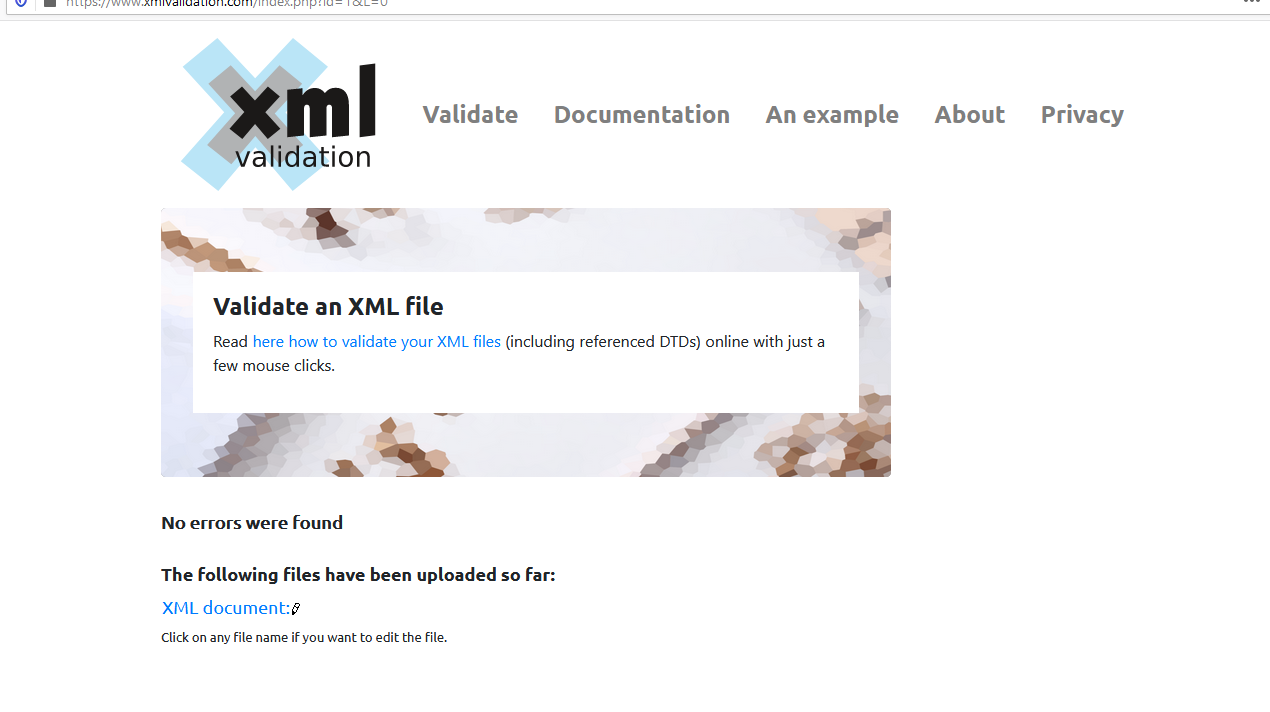 https://www.xmlvalidation.com/index.php?id=1&L=0
xml
validation
Validate
Documentation
An example
About
Privacy
Validate an XML file
Read here how to validate your XML files (including referenced DTDs) online with just a
few mouse clicks.
No errors were found
The following files have been uploaded so far:
XML document:
Click on any file name if you want to edit the file.